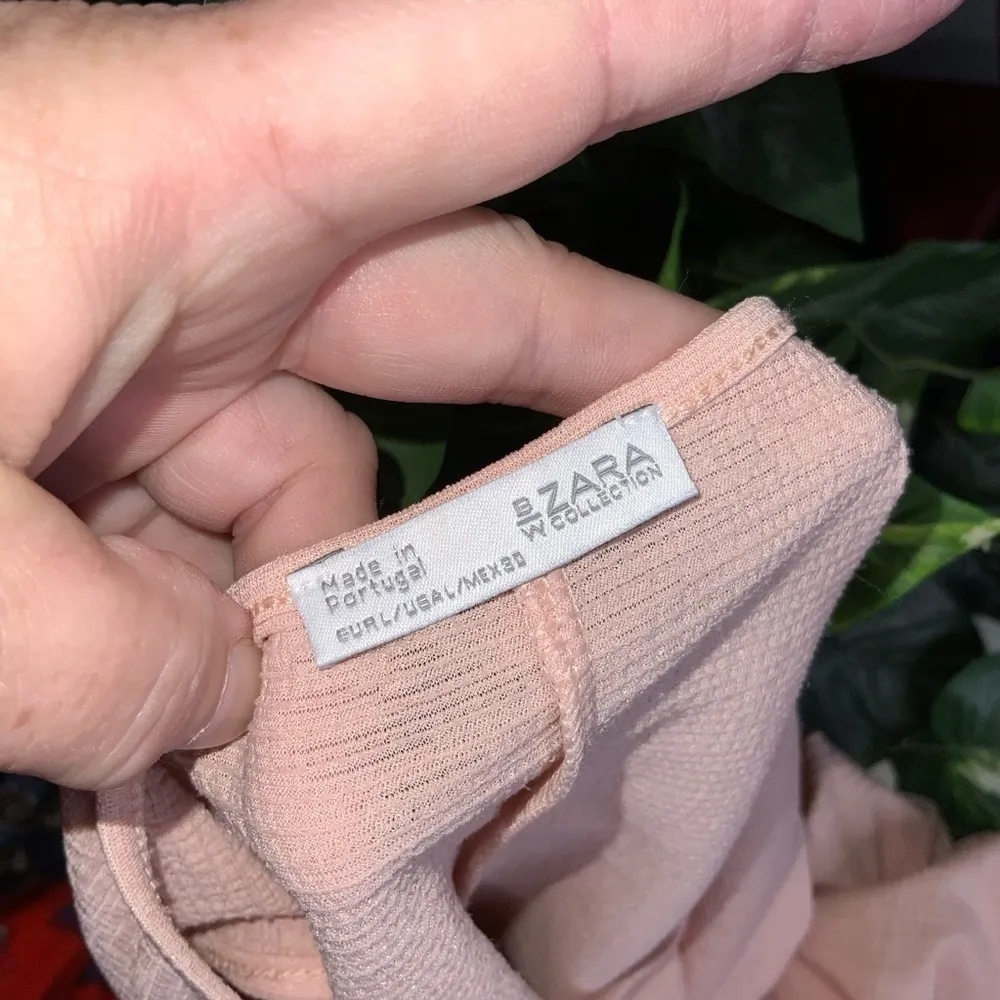 Made in
Portugal
EUR L/USA L/MEX 30
B/W ZARA
COLLECTION